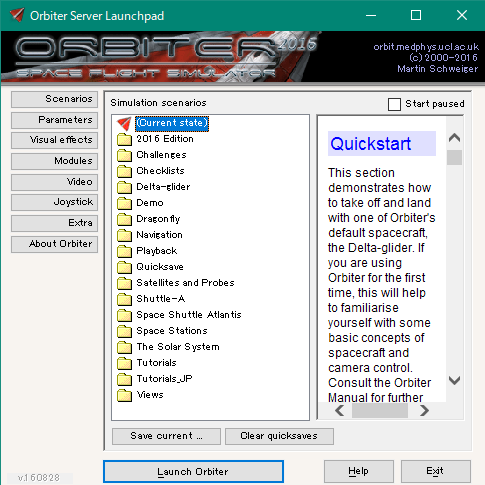 Orbiter Server Launchpad
ORBITER 2016
SPACE FLIGHT SIMULATOR
orbit.medphys.ucl.ac.uk
(c) 2000-2016
Martin Schweiger
Scenarios
Parameters
Visual effects
Modules
Video
Joystick
Extra
About Orbiter
Simulation scenarios
Start paused
(Current state)
2016 Edition
Challenges
Checklists
Delta-glider
Demo
Dragonfly
Navigation
Playback
Quicksave
Satellites and Probes
Shuttle-A
Space Shuttle Atlantis
Space Stations
The Solar System
Tutorials
Tutorials_JP
Views
Quickstart
This section
demonstrates how
to take off and land
with one of Orbiter's
default spacecraft,
the Delta-glider. If
you are using
Orbiter for the first
time, this will help
to familiarise
yourself with some
basic concepts of
spacecraft and
camera control.
Consult the Orbiter
Manual for further
Save current ...
Clear quicksaves
v.160828
Launch Orbiter
Help
Exit